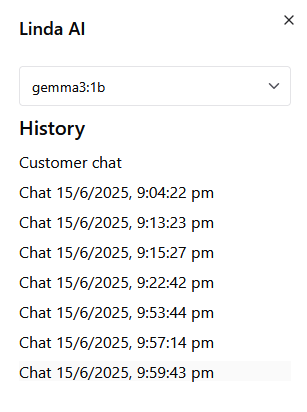 Linda AI
gemma3:1b
History
Customer chat
Chat 15/6/2025, 9:04:22 pm
Chat 15/6/2025, 9:13:23 pm
Chat 15/6/2025, 9:15:27 pm
Chat 15/6/2025, 9:22:42 pm
Chat 15/6/2025, 9:53:44 pm
Chat 15/6/2025, 9:57:14 pm
Chat 15/6/2025, 9:59:43 pm